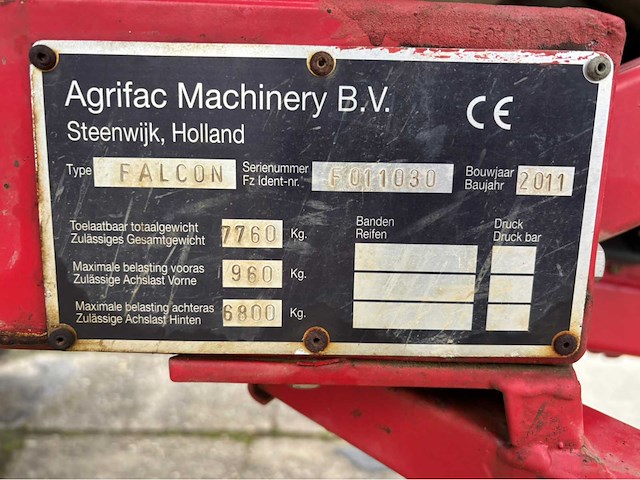 Agrifac Machinery B.V.
CE
Steenwijk, Holland
Type FALCON
Serienummer
Fz Ident-nr. F011030
Bouwjaar
Baujahr 2011
Toelaatbaar totaalgewicht
Zulässiges Gesamtgewicht 7760 Kg.
Maximale belasting vooras
Zulässige Achslast Vorne 960 Kg.
Maximale belasting achteras
Zulässige Achslast Hinten 6800 Kg.
Banden
Reifen
Druck
Druck bar